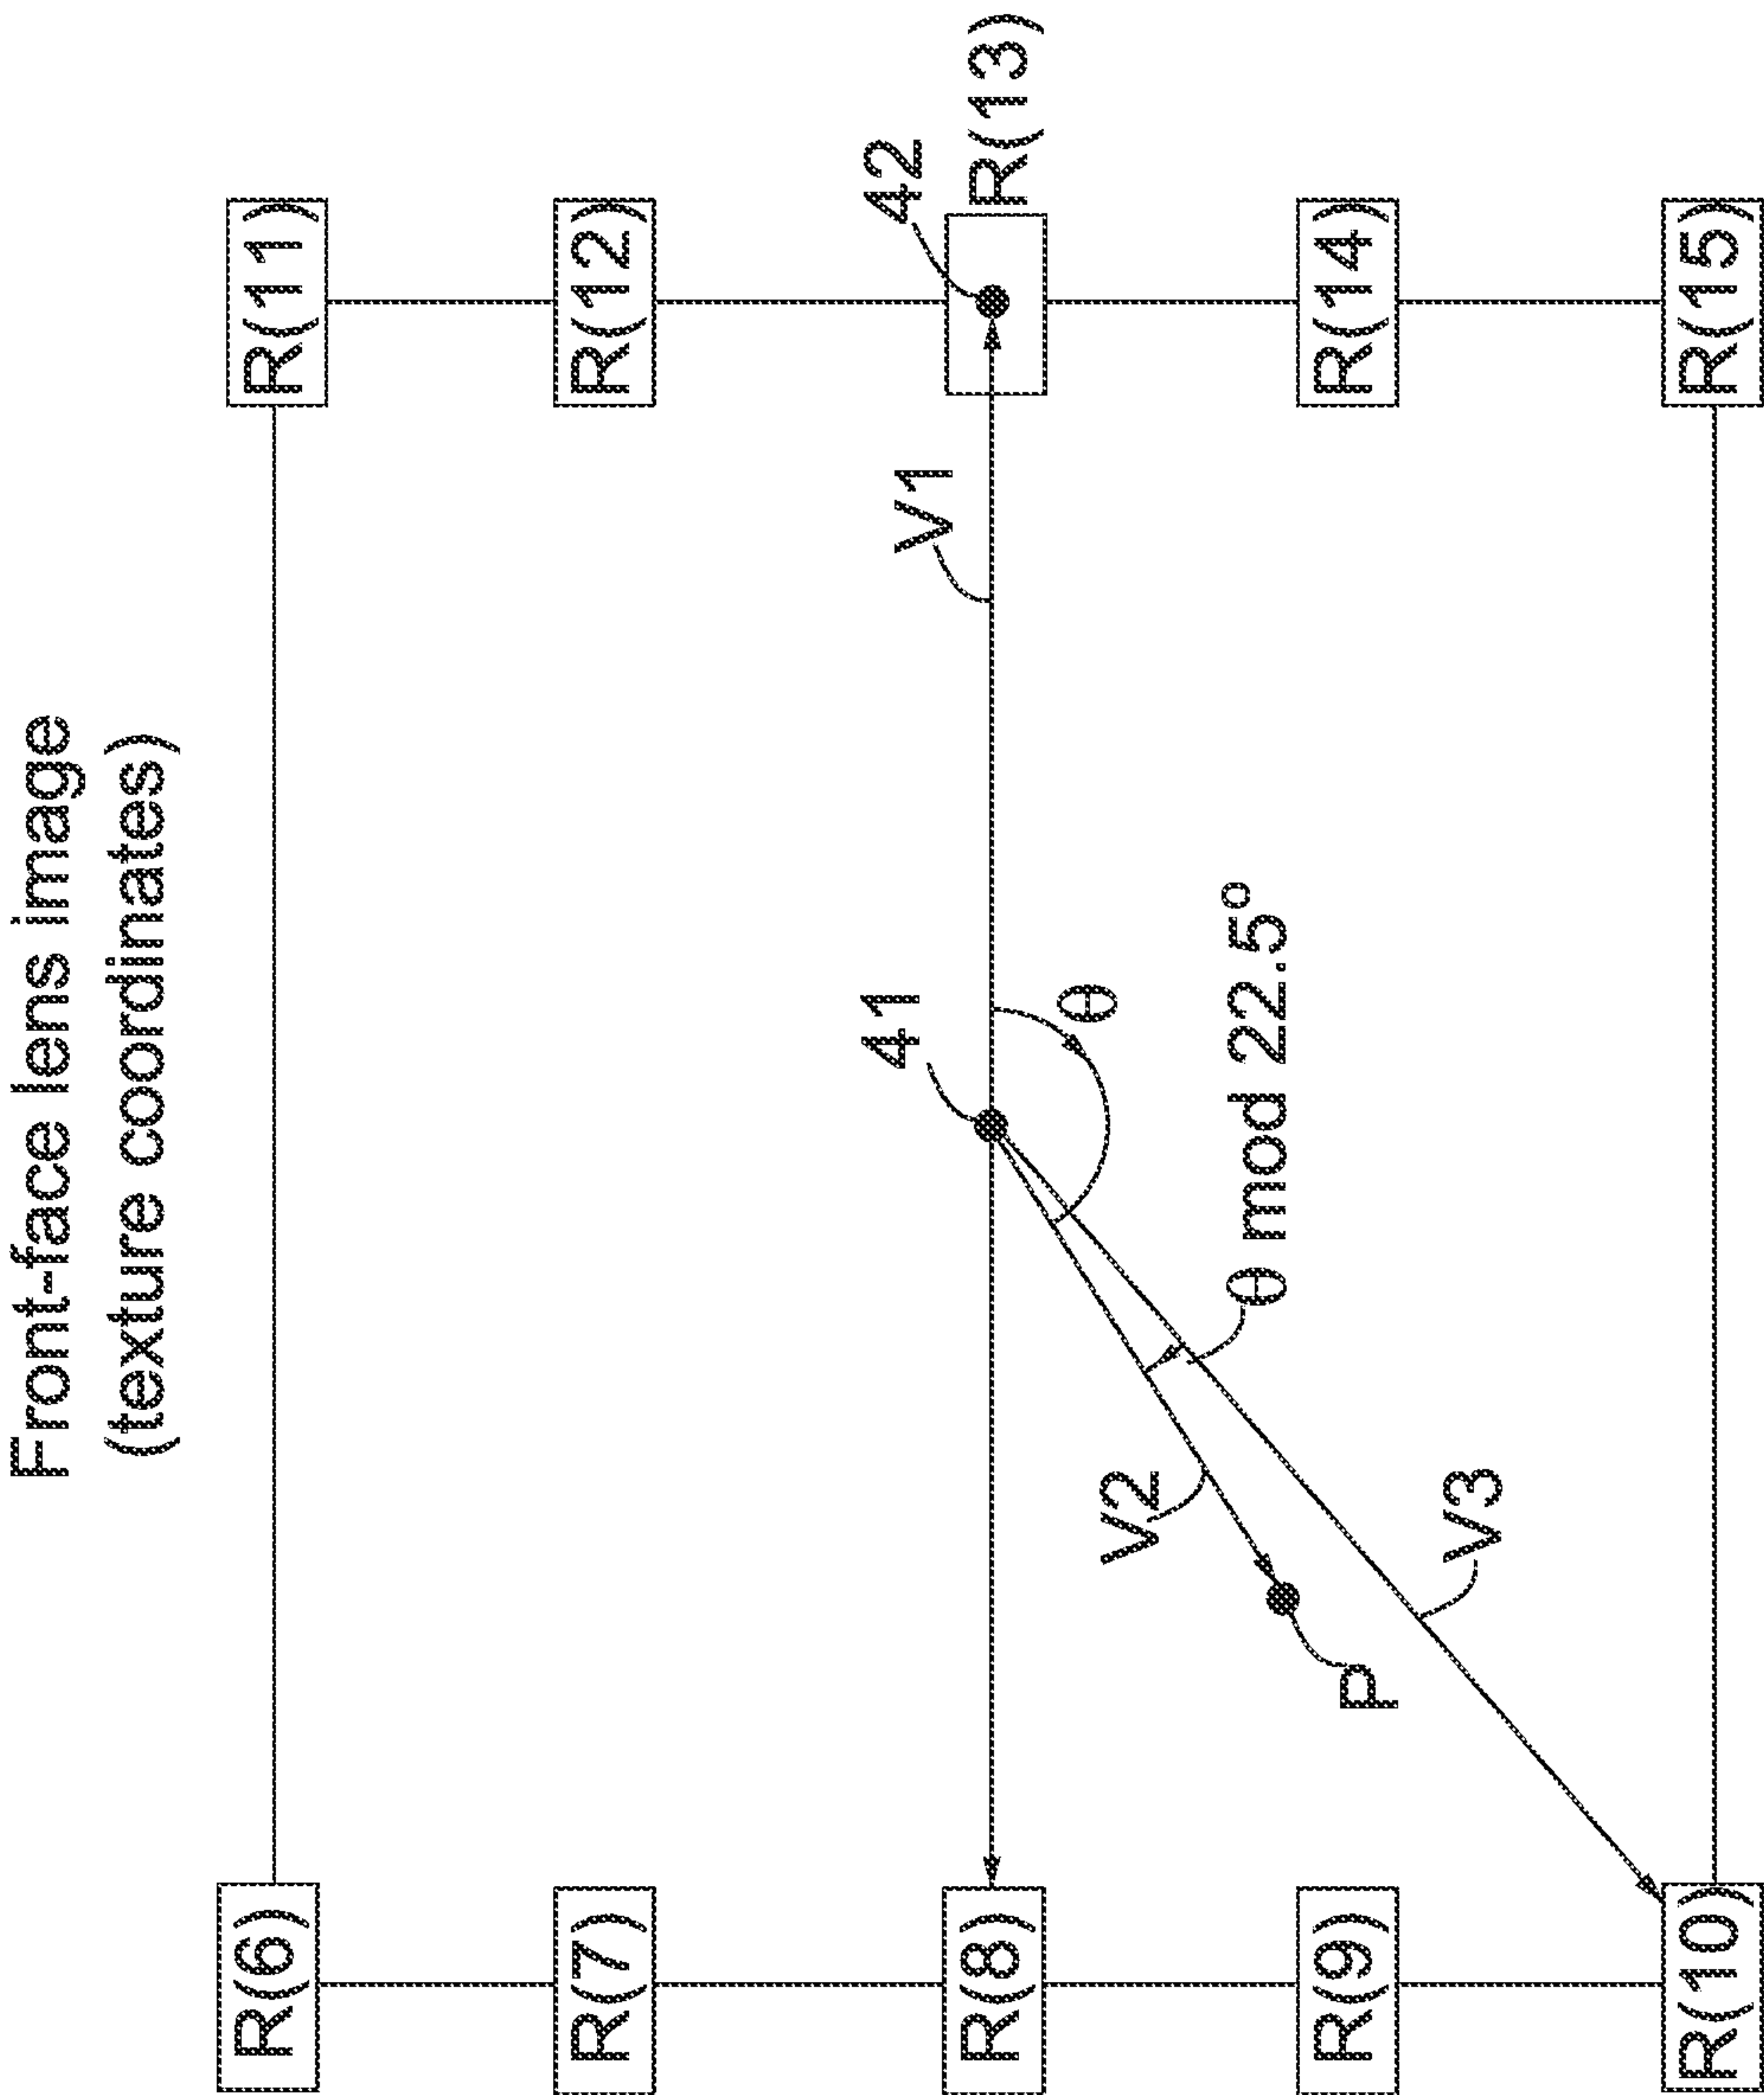 Front-face lens image
(texture coordinates)
R(6)
R(11)
R(7)
R(12)
41
42
R(8)
V1
R(13)
θ
V2
θ mod 22.5°
P
R(9)
R(14)
V3
R(10)
R(15)